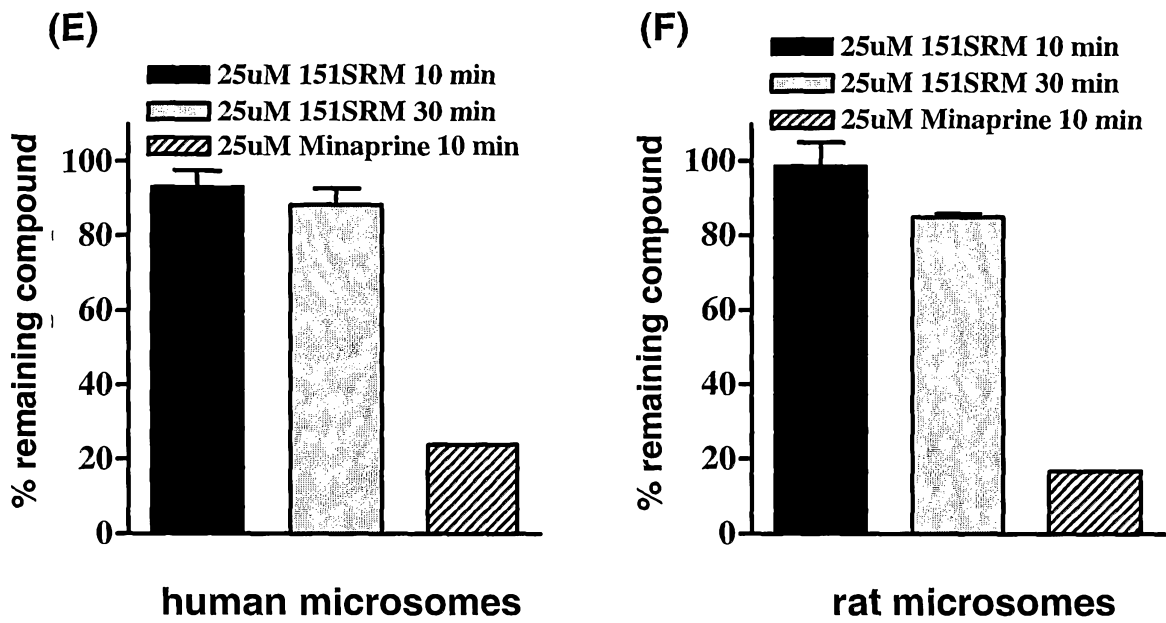 (E)
25uM 151SRM 10 min
25uM 151SRM 30 min
25uM Minaprine 10 min
% remaining compound
100
80
60
40
20
0
human microsomes
(F)
25uM 151SRM 10 min
25uM 151SRM 30 min
25uM Minaprine 10 min
% remaining compound
100
80
60
40
20
0
rat microsomes